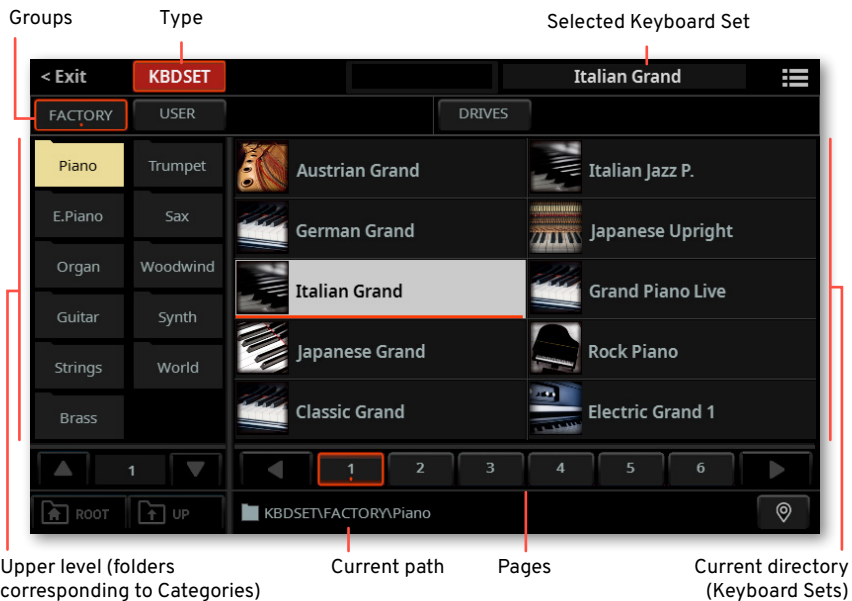 Groups
Type
Selected Keyboard Set
< Exit
KBDSET
Italian Grand
FACTORY
USER
DRIVES
Piano
Trumpet
E.Piano
Sax
Organ
Woodwind
Guitar
Synth
Strings
World
Brass
Austrian Grand
Italian Jazz P.
German Grand
Japanese Upright
Italian Grand
Grand Piano Live
Japanese Grand
Rock Piano
Classic Grand
Electric Grand 1
1
1
2
3
4
5
6
ROOT
UP
KBDSET\FACTORY\Piano
Upper level (folders
corresponding to Categories)
Current path
Pages
Current directory
(Keyboard Sets)